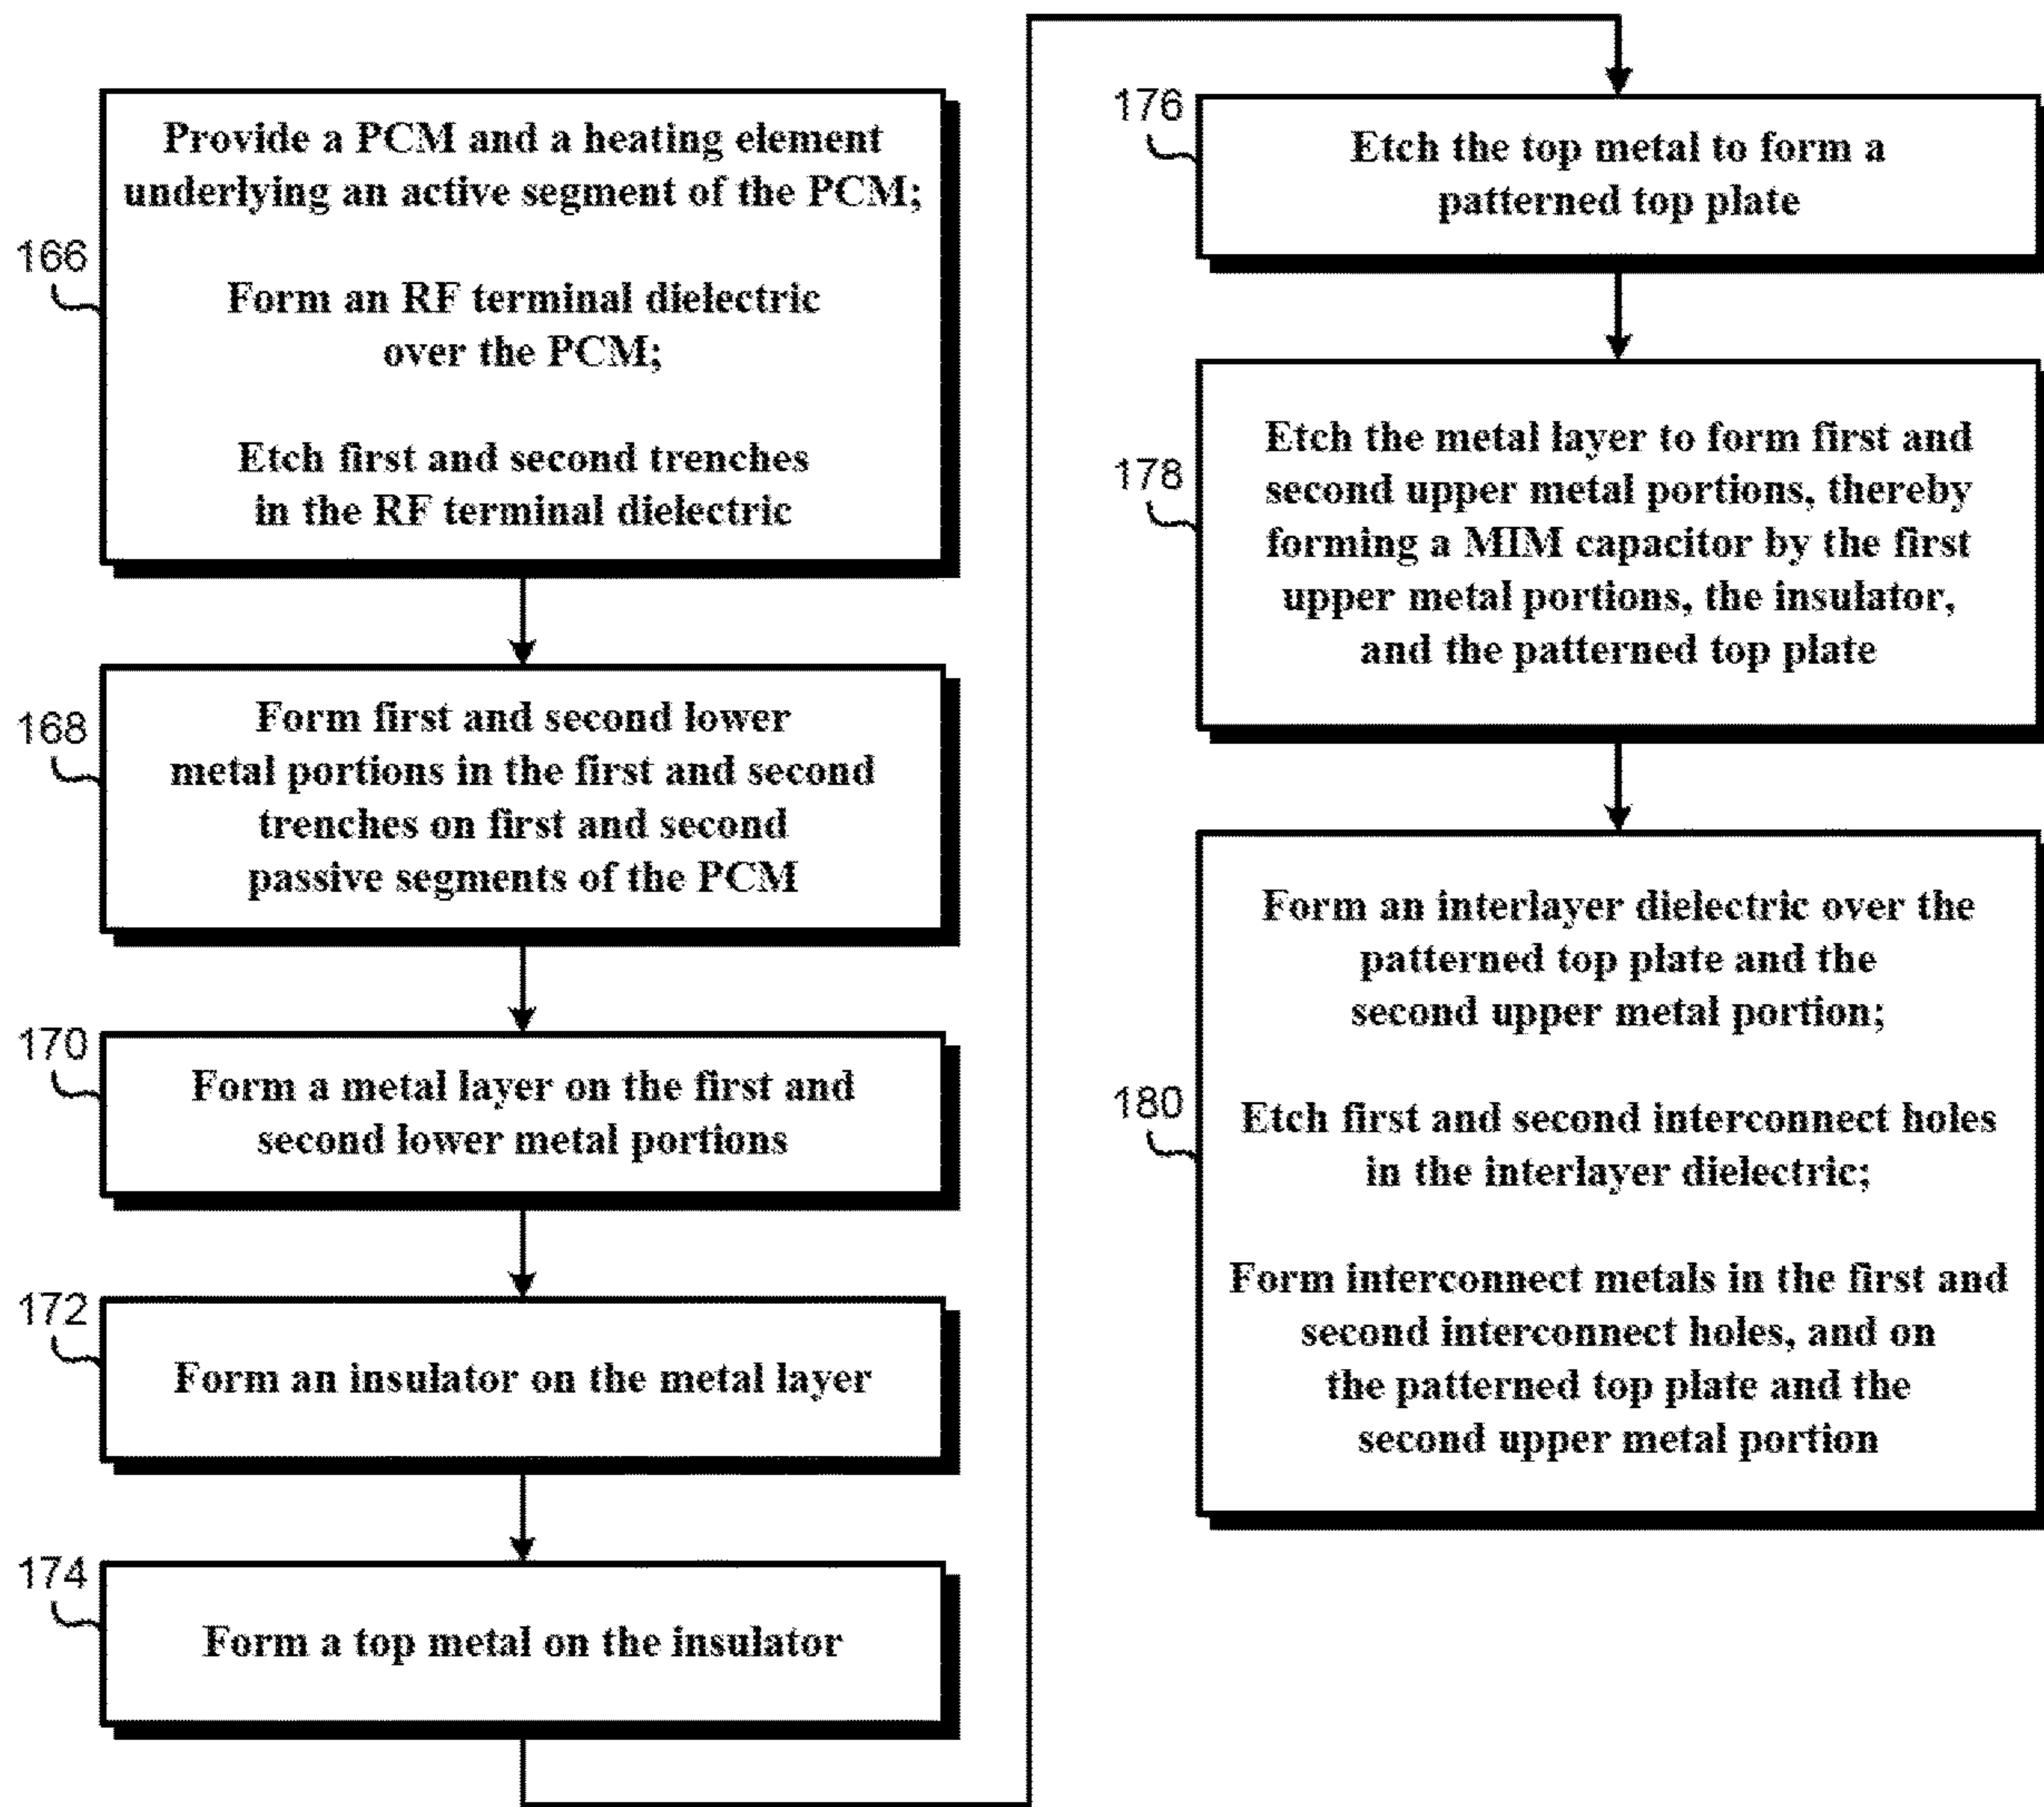 Provide a PCM and a heating element
underlying an active segment of the PCM;
Form an RF terminal dielectric
over the PCM;
Etch first and second trenches
in the RF terminal dielectric
166
Form first and second lower
metal portions in the first and second
trenches on first and second
passive segments of the PCM
168
Form a metal layer on the first and
second lower metal portions
170
Form an insulator on the metal layer
172
Form a top metal on the insulator
174
Etch the top metal to form a
patterned top plate
176
Etch the metal layer to form first and
second upper metal portions, thereby
forming a MIM capacitor by the first
upper metal portions, the insulator,
and the patterned top plate
178
Form an interlayer dielectric over the
patterned top plate and the
second upper metal portion;
Etch first and second interconnect holes
in the interlayer dielectric;
Form interconnect metals in the first and
second interconnect holes, and on
the patterned top plate and the
second upper metal portion
180